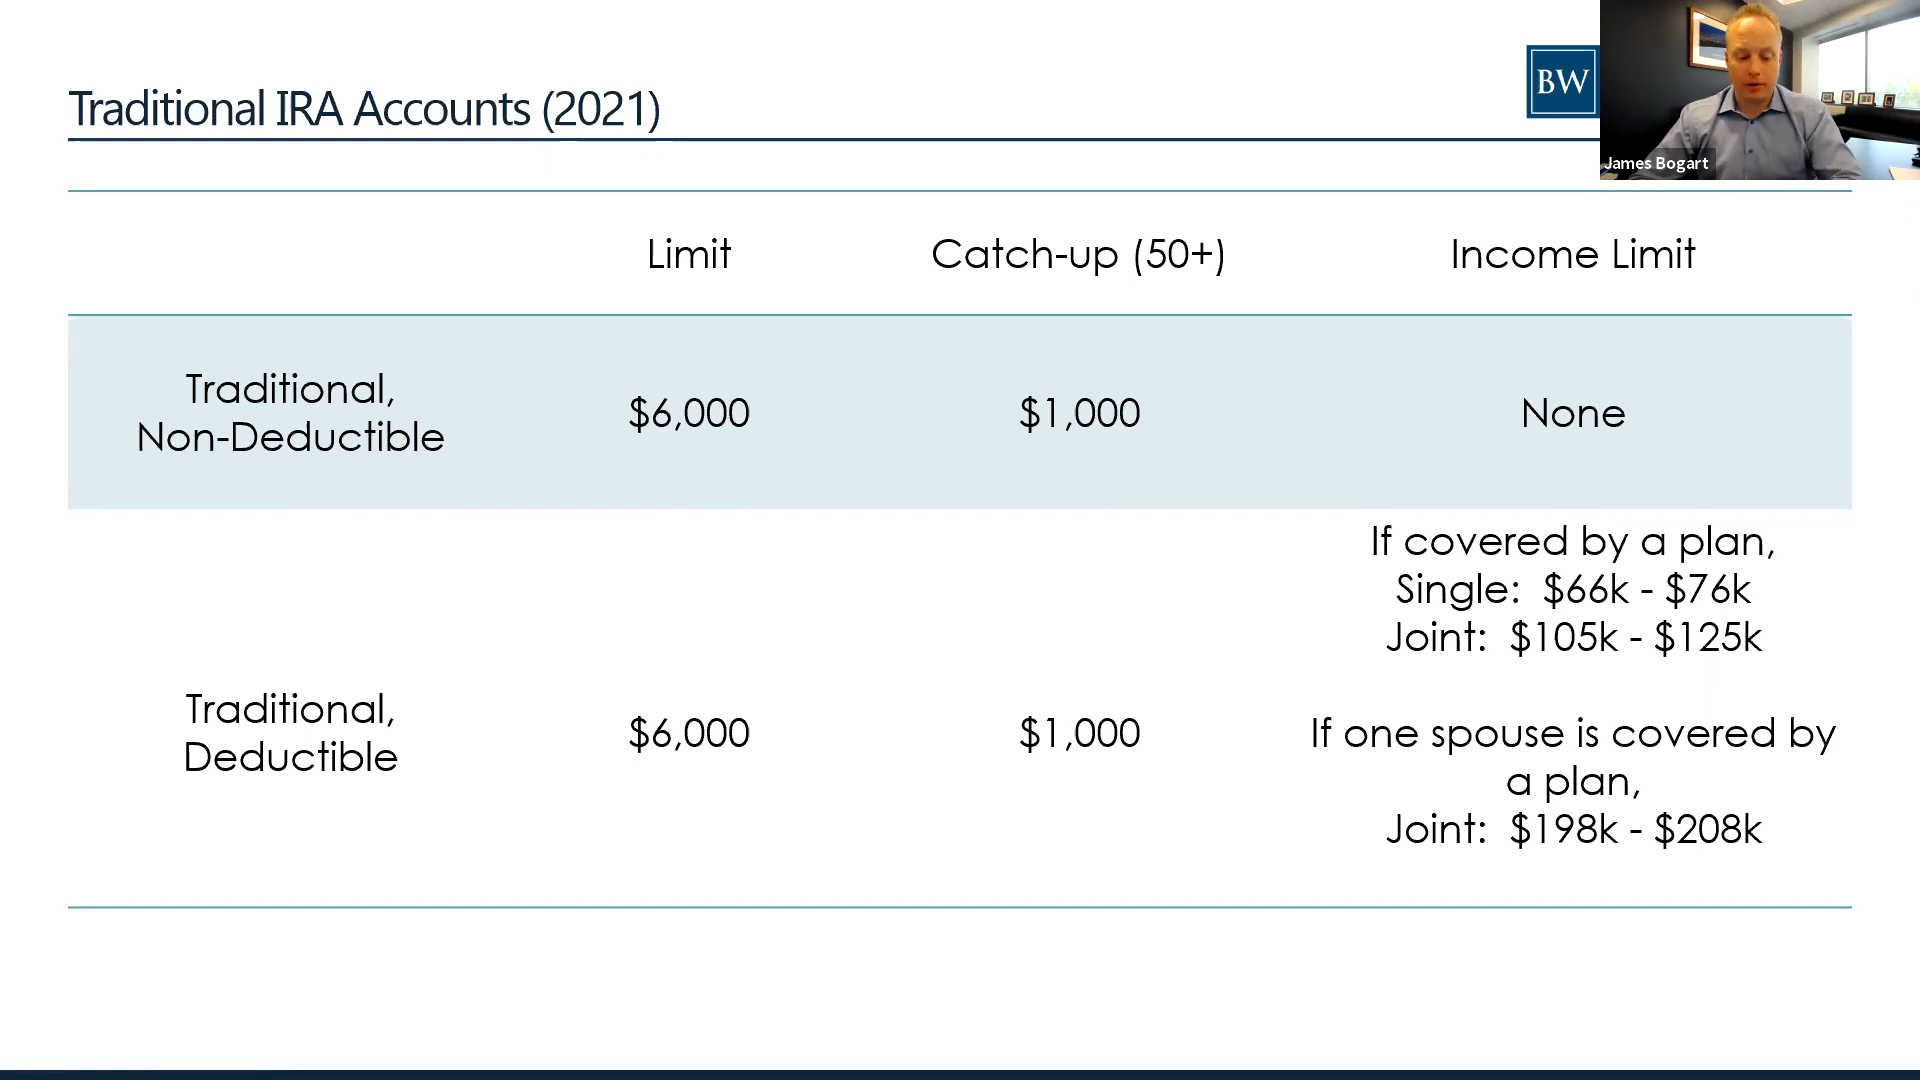 Traditional IRA Accounts (2021)
BW
James Bogart
Limit Catch-up (50+) Income Limit
Traditional,
Non-Deductible
$6,000 $1,000 None
Traditional,
Deductible
$6,000 $1,000
If covered by a plan,
Single: $66k - $76k
Joint: $105k - $125k
If one spouse is covered by
a plan,
Joint: $198k - $208k